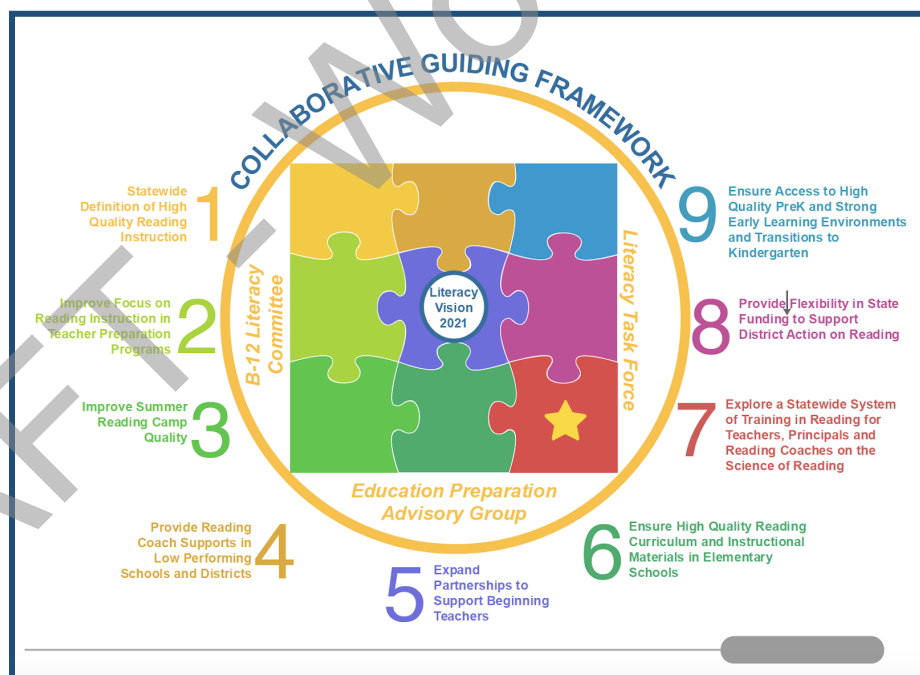 COLLABORATIVE GUIDING FRAMEWORK
1
Statewide
Definition of High
Quality Reading
Instruction
2
Improve Focus on
Reading Instruction in
Teacher Preparation
Programs
3
Improve Summer
Reading Camp
Quality
4
Provide Reading
Coach Supports in
Low Performing
Schools and Districts
5
Expand
Partnerships to
Support Beginning
Teachers
6
Ensure High Quality Reading
Curriculum and Instructional
Materials in Elementary
Schools
7
Explore a Statewide System
of Training in Reading for
Teachers, Principals and
Reading Coaches on the
Science of Reading
8
Provide Flexibility in State
Funding to Support
District Action on Reading
9
Ensure Access to High
Quality PreK and Strong
Early Learning Environments
and Transitions to
Kindergarten
B-12 Literacy
Committee
Literacy
Vision
2021
Literacy Task Force
Education Preparation
Advisory Group